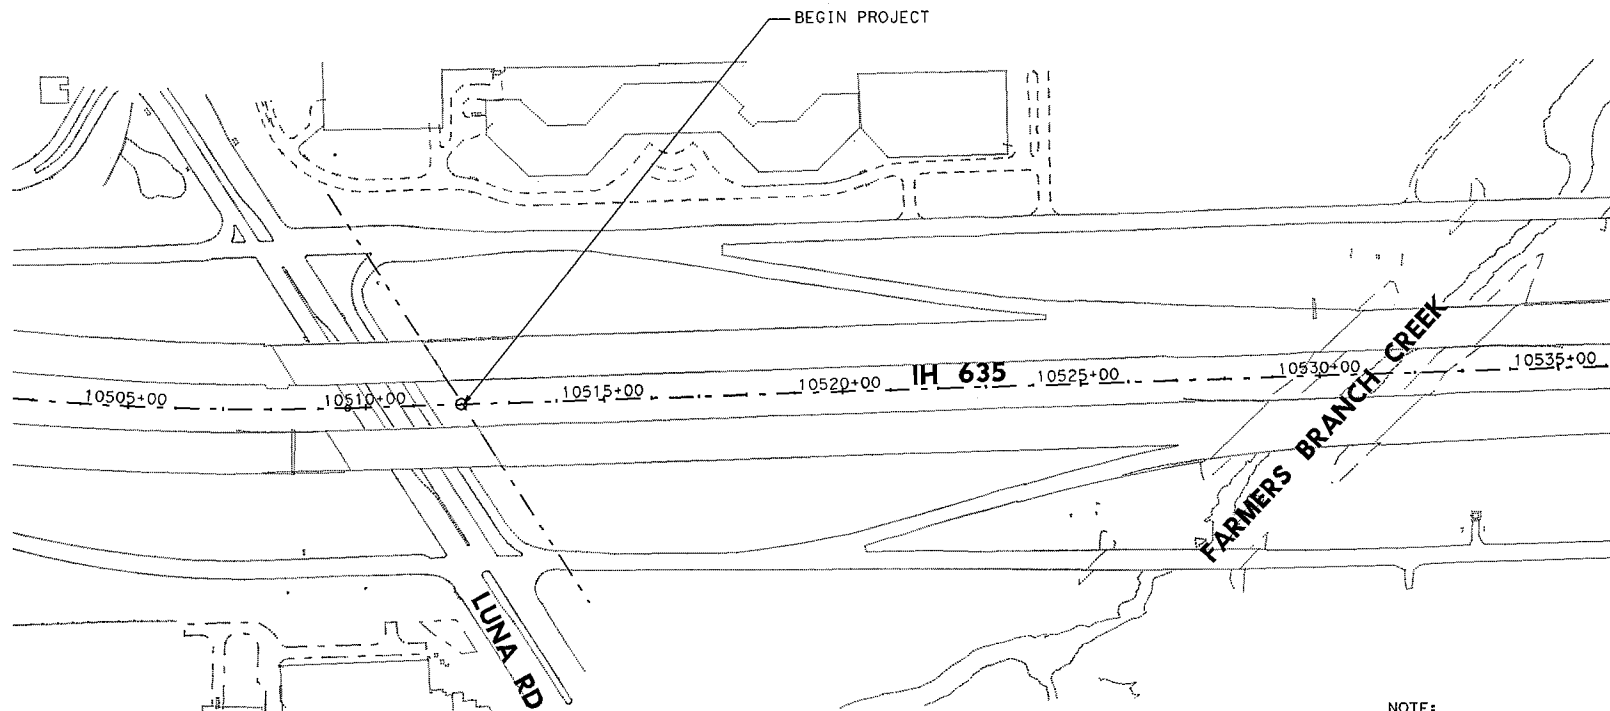 BEGIN PROJECT
IH 635
10505+00
10510+00
10515+00
10520+00
10525+00
10530+00
10535+00
FARMERS BRANCH CREEK
LUNA RD
NOTE: